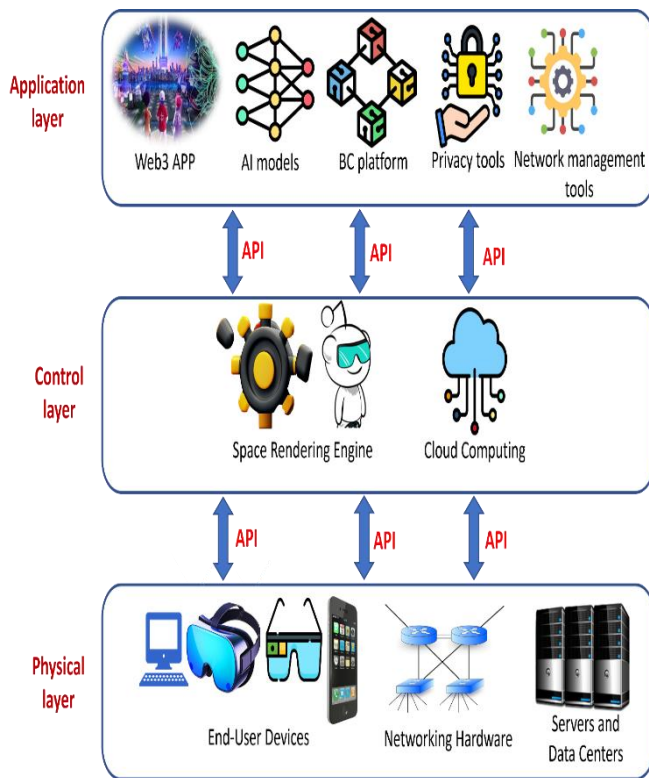 Application
layer
Web3 APP
AI models
BC platform
Privacy tools
Network management
tools
API
API
API
Control
layer
Space Rendering Engine
Cloud Computing
API
API
API
Physical
layer
End-User Devices
Networking Hardware
Servers and
Data Centers